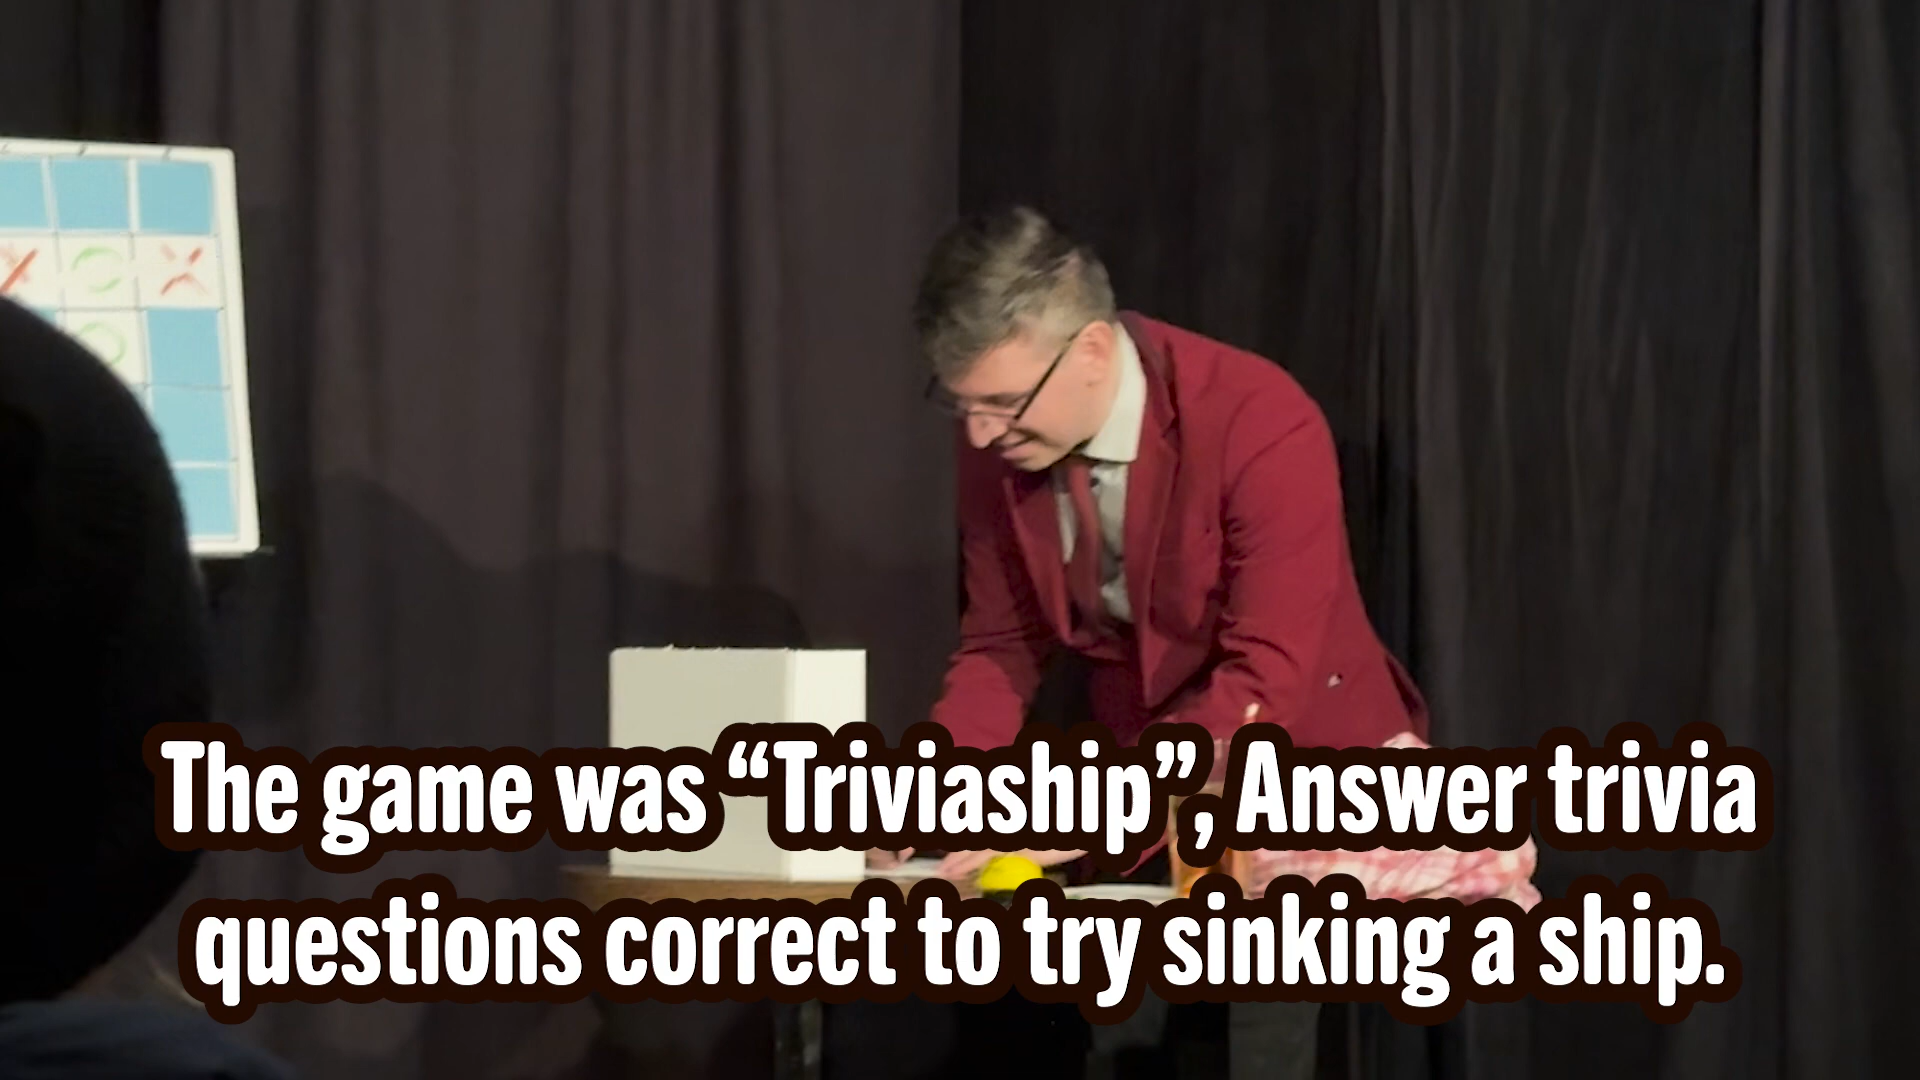 The game was “Triviaship”, Answer trivia
questions correct to try sinking a ship.